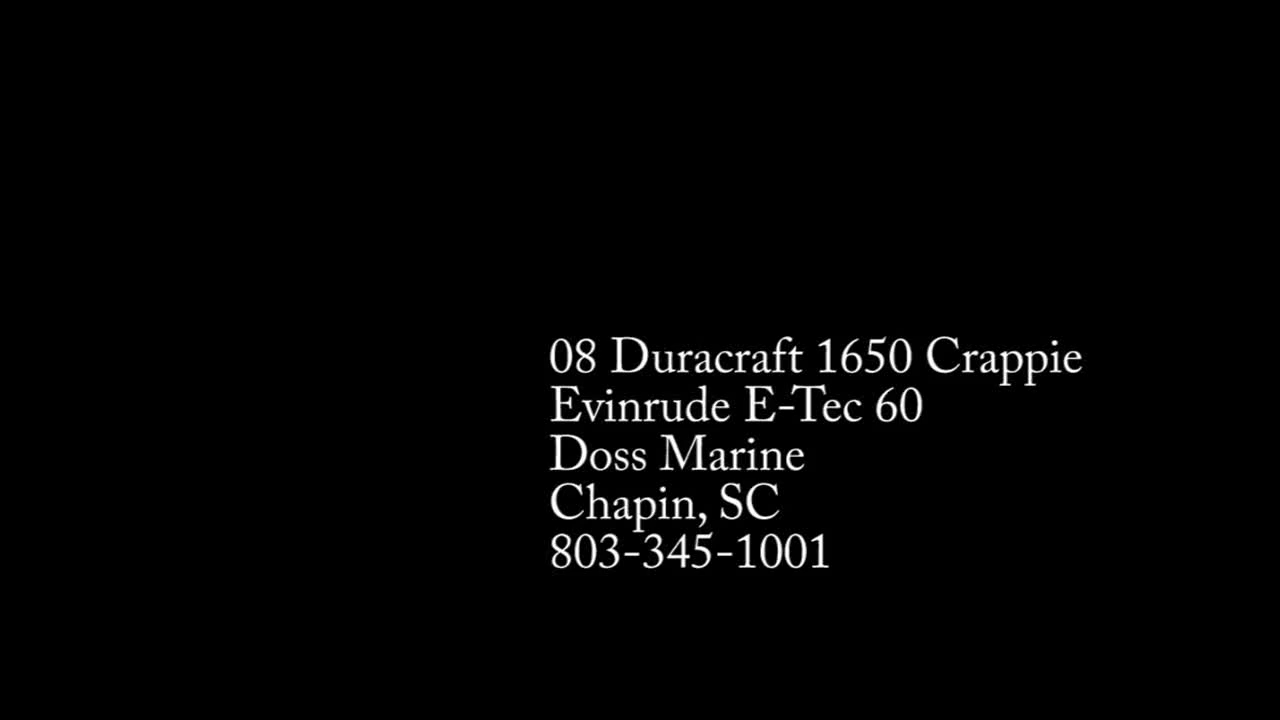 08 Duracraft 1650 Crappie
Evinrude E-Tec 60
Doss Marine
Chapin, SC
803-345-1001